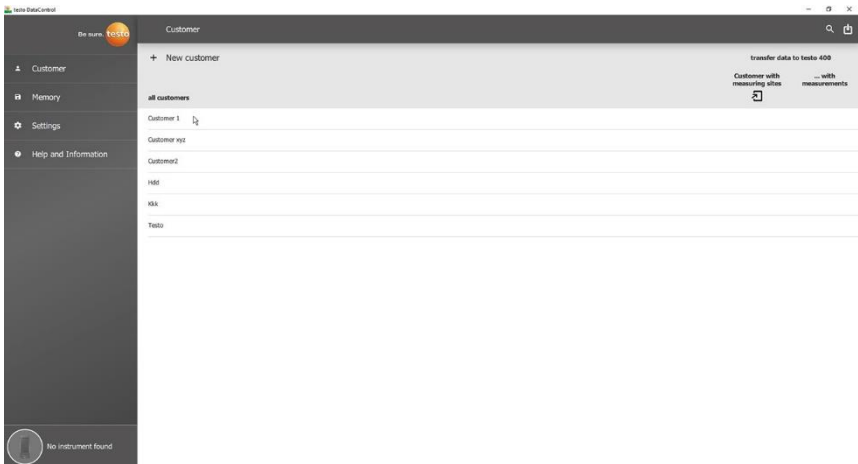 testo DataControl
Be sure. testo
Customer
Customer
Memory
Settings
Help and Information
+ New customer
transfer data to testo 400
Customer with measuring sites
... with measurements
all customers
Customer 1
Customer xyz
Customer2
Hdd
Kkk
Testo
No instrument found